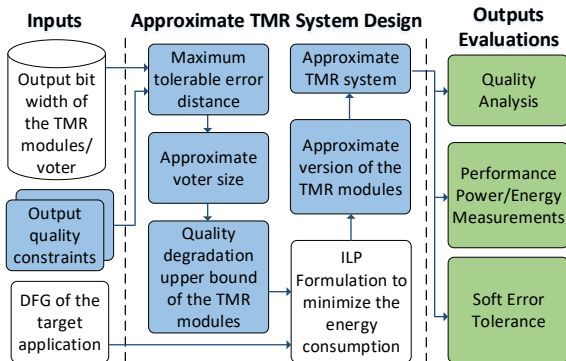 Inputs
Approximate TMR System Design
Outputs
Evaluations
Output bit
width of
the TMR
modules/
voter
Output
quality
constraints
DFG of the
target
application
Maximum
tolerable error
distance
Approximate
voter size
Quality
degradation
upper bound
of the TMR
modules
Approximate
TMR system
Approximate
version of the
TMR modules
ILP
Formulation to
minimize the
energy
consumption
Quality
Analysis
Performance
Power/Energy
Measurements
Soft Error
Tolerance